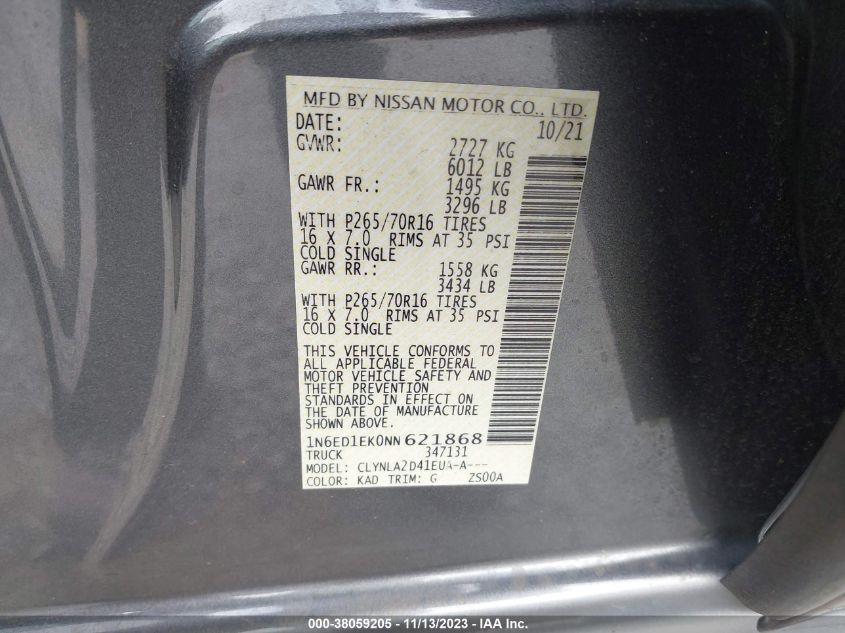 MFD BY NISSAN MOTOR CO., LTD.
DATE: 10/21
GVWR: 2727 KG
6012 LB
GAWR FR.: 1495 KG
3296 LB
WITH P265/70R16 TIRES
16 X 7.0 RIMS AT 35 PSI
COLD SINGLE
GAWR RR.: 1558 KG
3434 LB
WITH P265/70R16 TIRES
16 X 7.0 RIMS AT 35 PSI
COLD SINGLE
THIS VEHICLE CONFORMS TO
ALL APPLICABLE FEDERAL
MOTOR VEHICLE SAFETY AND
THEFT PREVENTION
STANDARDS IN EFFECT ON
THE DATE OF MANUFACTURE
SHOWN ABOVE.
1N6ED1EK0NN621868
TRUCK 347131
MODEL: CLYNLA2D41EUA-A---
COLOR: KAD TRIM: G ZS00A
000-38059205 - 11/13/2023 - IAA Inc.